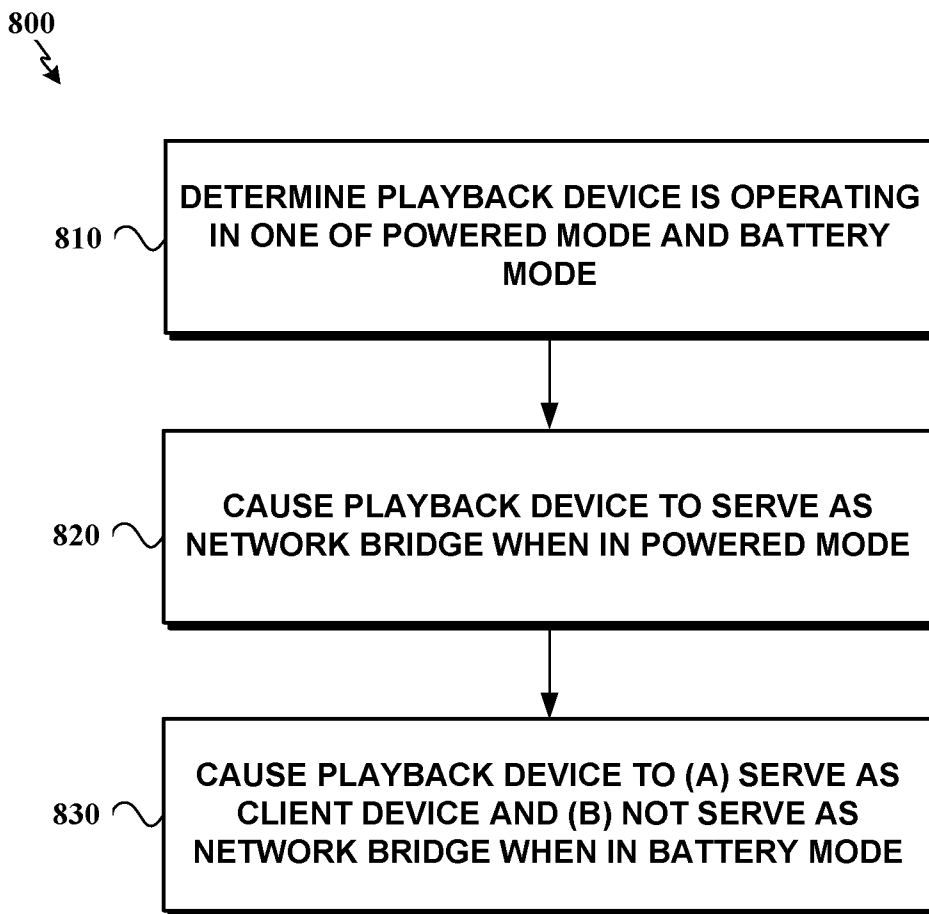 800
810
DETERMINE PLAYBACK DEVICE IS OPERATING
IN ONE OF POWERED MODE AND BATTERY
MODE
820
CAUSE PLAYBACK DEVICE TO SERVE AS
NETWORK BRIDGE WHEN IN POWERED MODE
830
CAUSE PLAYBACK DEVICE TO (A) SERVE AS
CLIENT DEVICE AND (B) NOT SERVE AS
NETWORK BRIDGE WHEN IN BATTERY MODE